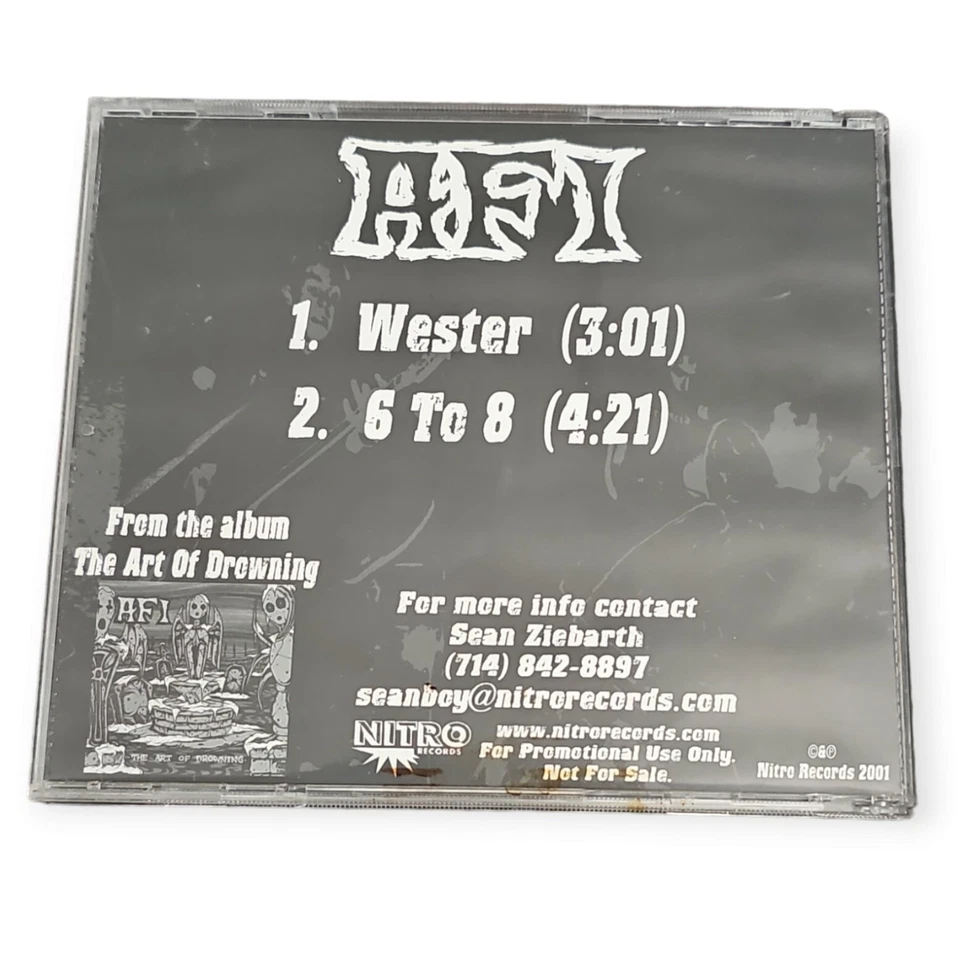 AFI
1. Wester (3:01)
2. 6 To 8 (4:21)
From the album
The Art Of Drowning
AFI
THE ART OF DROWNING
For more info contact
Sean Ziebarth
(714) 842-8897
seanboy@nitrorecords.com
NITRO
RECORDS
www.nitrorecords.com
For Promotional Use Only.
Not For Sale.
©&℗
Nitro Records 2001